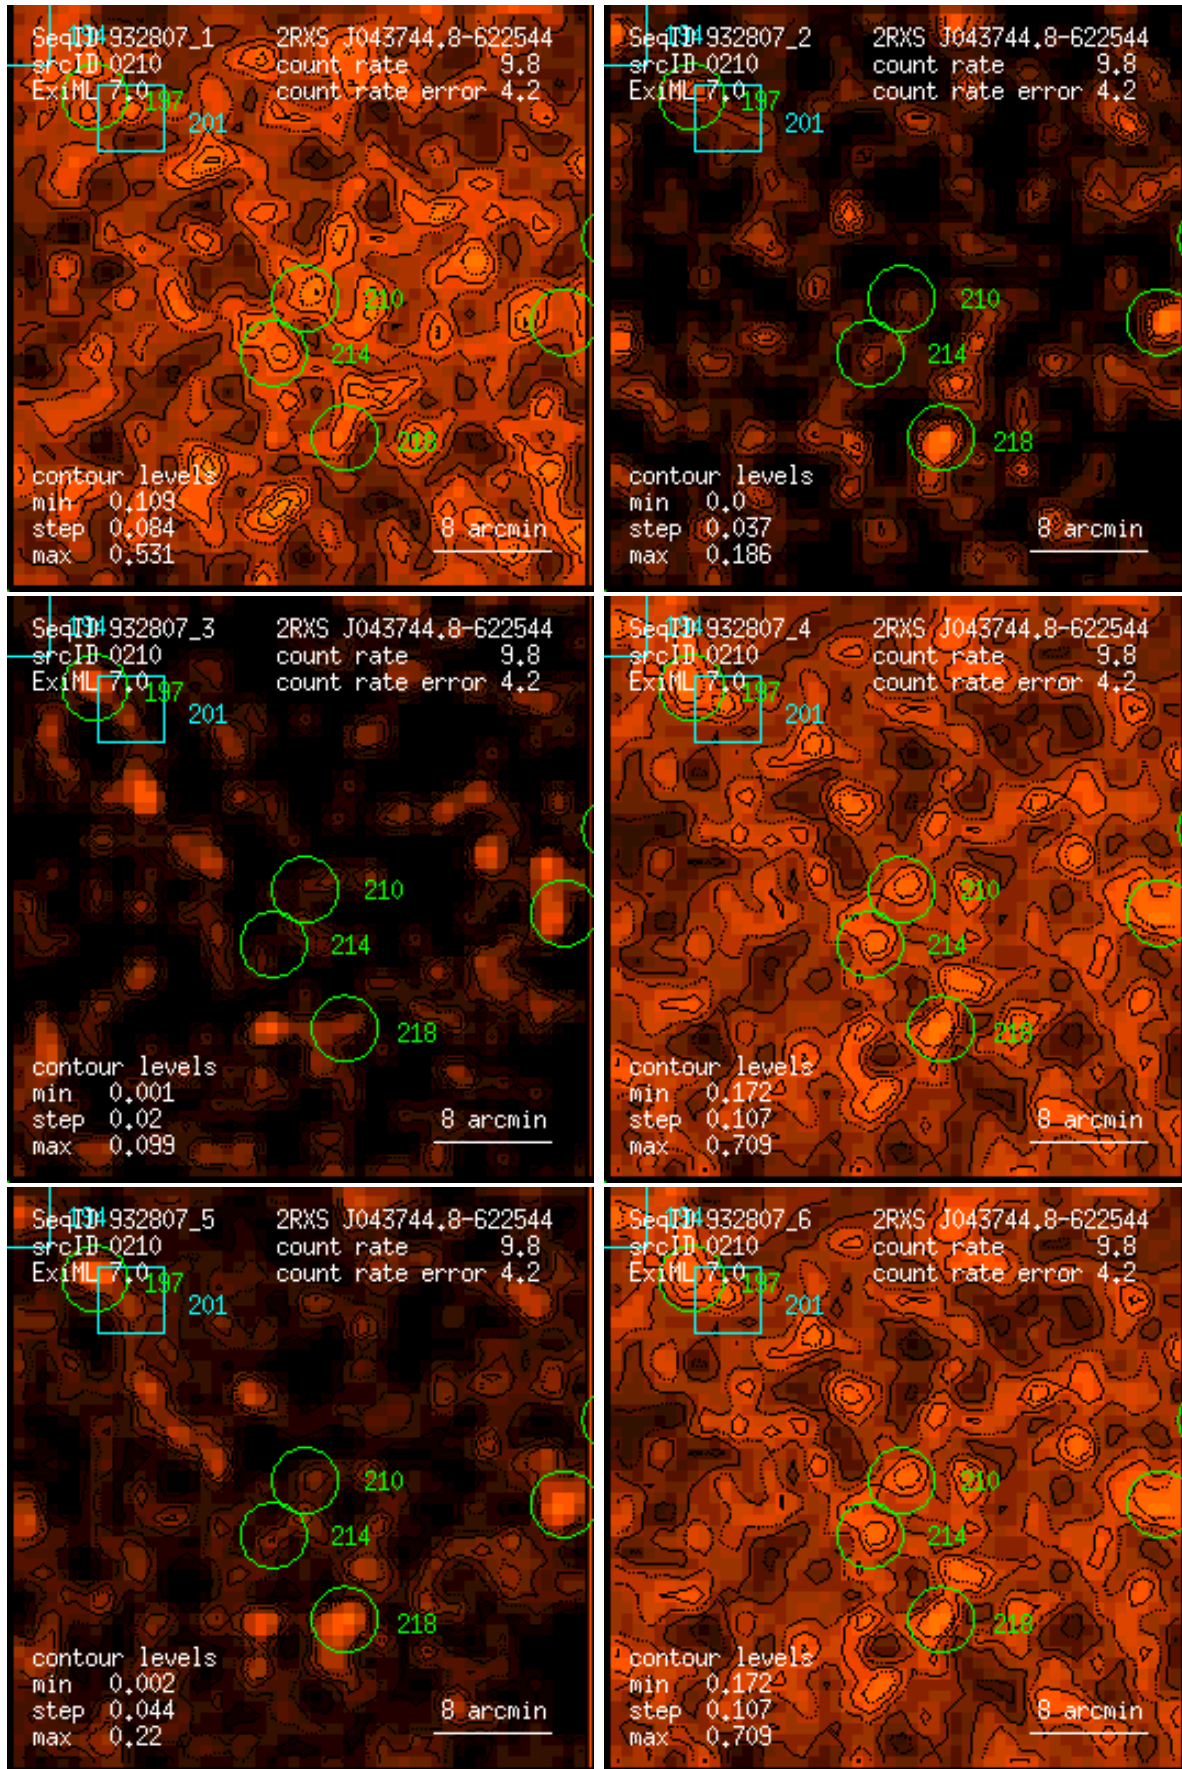 194
SeqID 932807_1 2RXS J043744.8-622544
srcID 0210 count rate 9.8
ExiML 7.0 count rate error 4.2
197
201
210
214
218
contour levels
min 0.109
step 0.084 8 arcmin
max 0.531
194
SeqID 932807_2 2RXS J043744.8-622544
srcID 0210 count rate 9.8
ExiML 7.0 count rate error 4.2
197
201
210
214
218
contour levels
min 0.0
step 0.037 8 arcmin
max 0.186
194
SeqID 932807_3 2RXS J043744.8-622544
srcID 0210 count rate 9.8
ExiML 7.0 count rate error 4.2
197
201
210
214
218
contour levels
min 0.001
step 0.02 8 arcmin
max 0.099
194
SeqID 932807_4 2RXS J043744.8-622544
srcID 0210 count rate 9.8
ExiML 7.0 count rate error 4.2
197
201
210
214
218
contour levels
min 0.172
step 0.107 8 arcmin
max 0.709
194
SeqID 932807_5 2RXS J043744.8-622544
srcID 0210 count rate 9.8
ExiML 7.0 count rate error 4.2
197
201
210
214
218
contour levels
min 0.002
step 0.044 8 arcmin
max 0.22
194
SeqID 932807_6 2RXS J043744.8-622544
srcID 0210 count rate 9.8
ExiML 7.0 count rate error 4.2
197
201
210
214
218
contour levels
min 0.172
step 0.107 8 arcmin
max 0.709